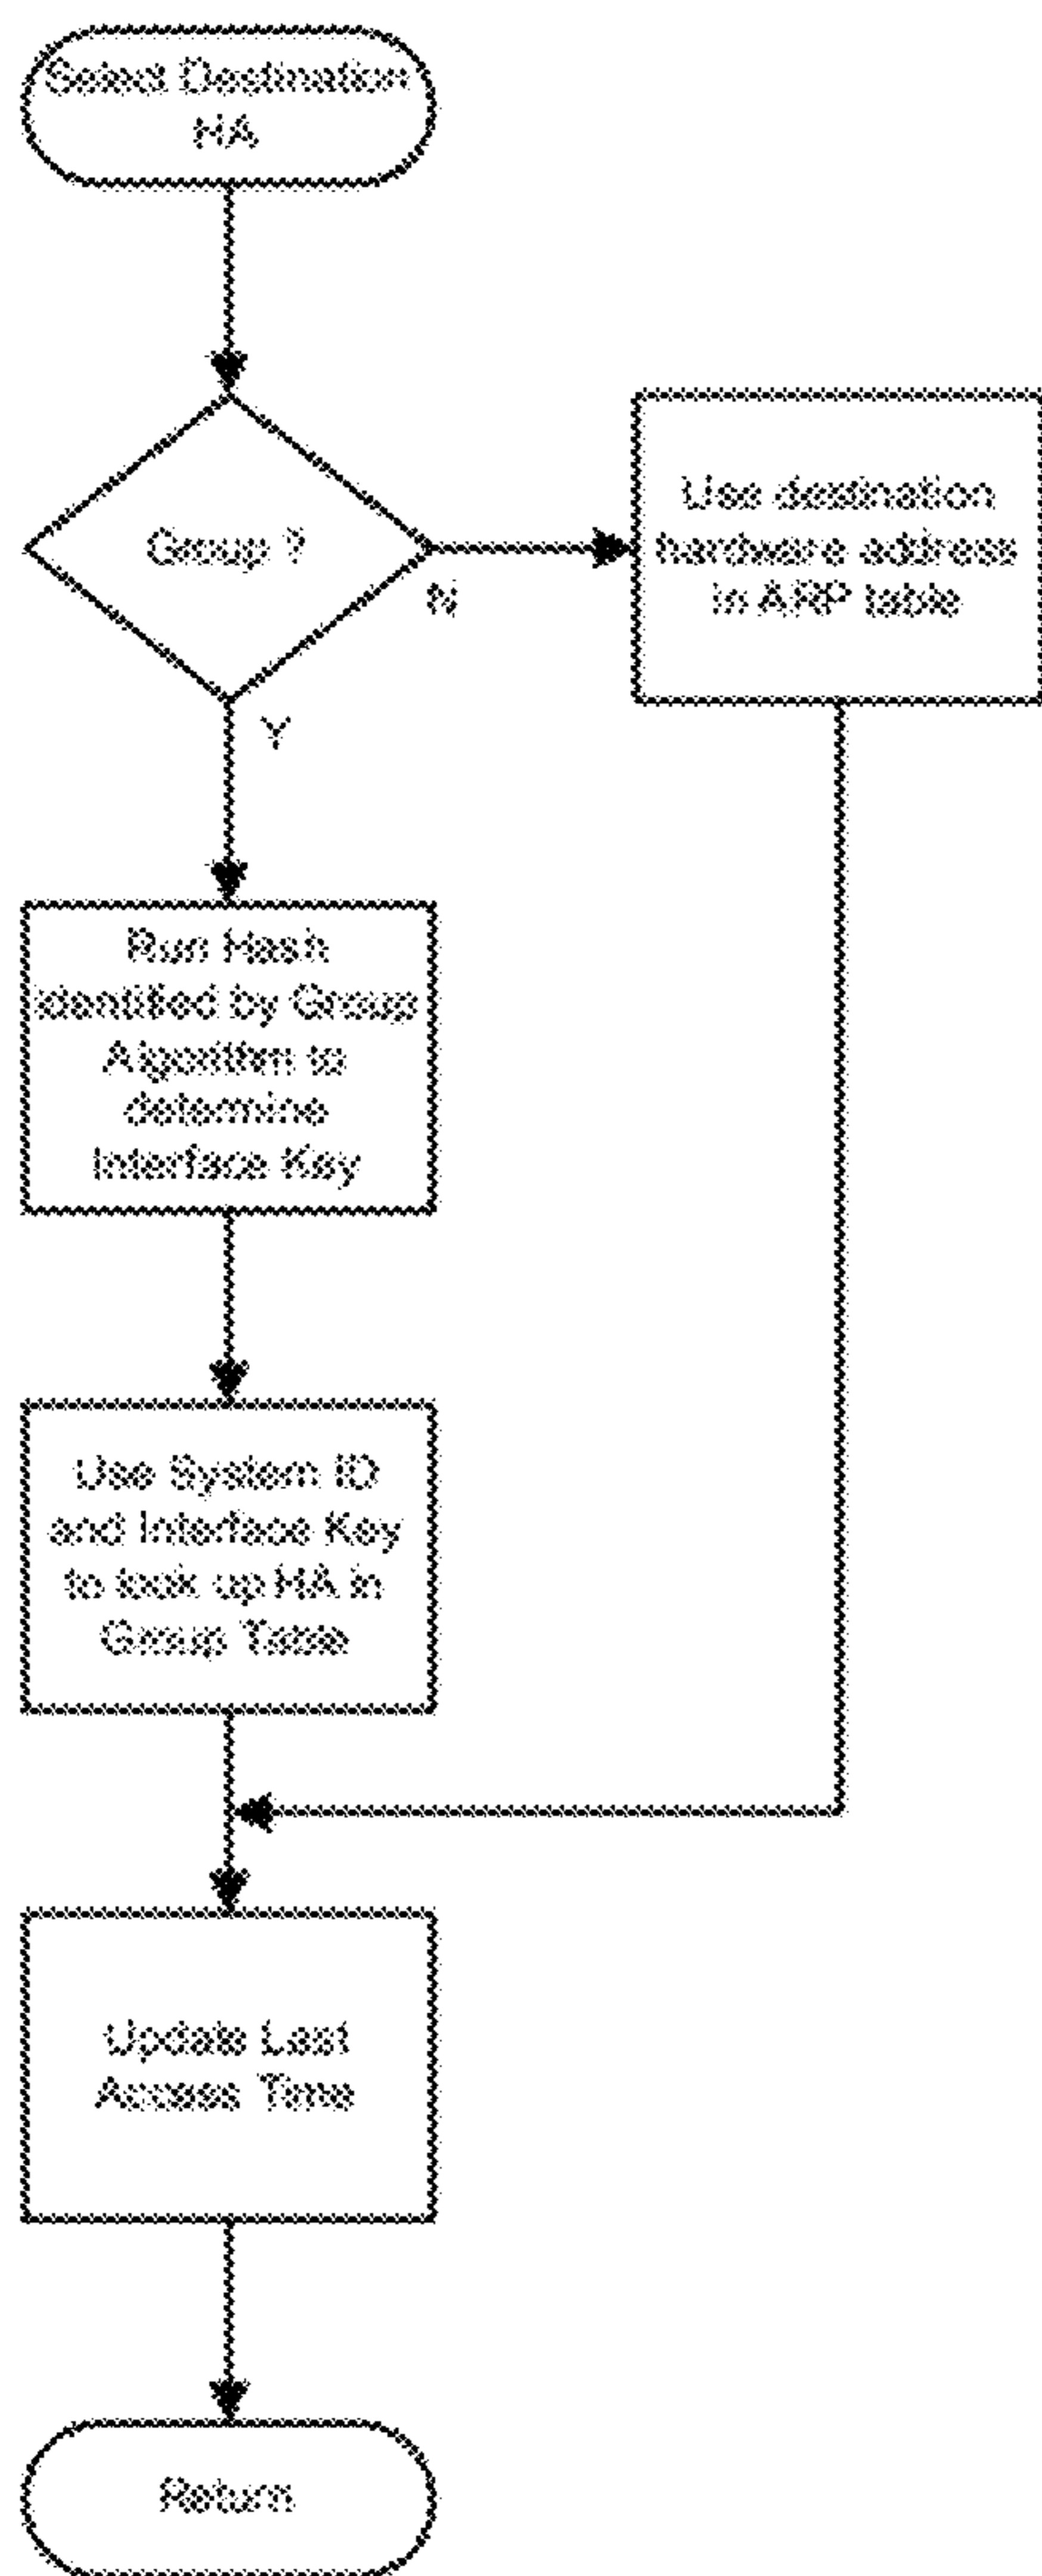 Select Destination
HA
Group ?
N
Use destination
hardware address
in ARP table
Y
Run Hash
identified by Group
Algorithm to
determine
Interface Key
Use System ID
and Interface Key
to look up HA in
Group Table
Update Last
Access Time
Return